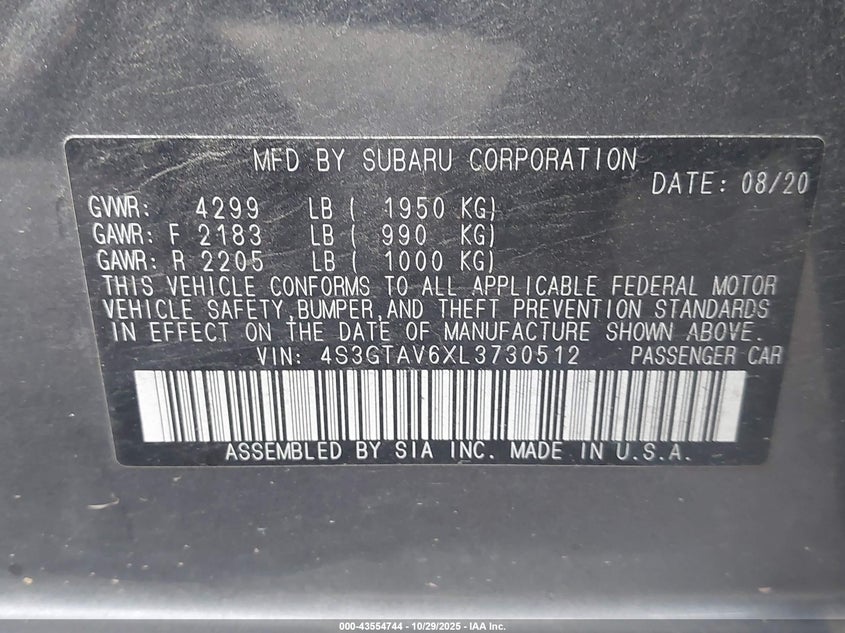 MFD BY SUBARU CORPORATION
DATE: 08/20
GVWR: 4299 LB ( 1950 KG)
GAWR: F 2183 LB ( 990 KG)
GAWR: R 2205 LB ( 1000 KG)
THIS VEHICLE CONFORMS TO ALL APPLICABLE FEDERAL MOTOR
VEHICLE SAFETY,BUMPER,AND THEFT PREVENTION STANDARDS
IN EFFECT ON THE DATE OF MANUFACTURE SHOWN ABOVE.
VIN: 4S3GTAV6XL3730512 PASSENGER CAR
ASSEMBLED BY SIA INC. MADE IN U.S.A.
000-43554744 - 10/29/2025 - IAA Inc.